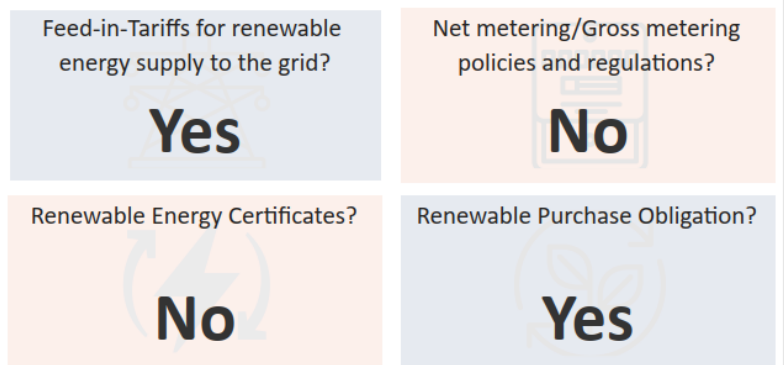 Feed-in-Tariffs for renewable
energy supply to the grid?
Yes
Net metering/Gross metering
policies and regulations?
No
Renewable Energy Certificates?
No
Renewable Purchase Obligation?
Yes